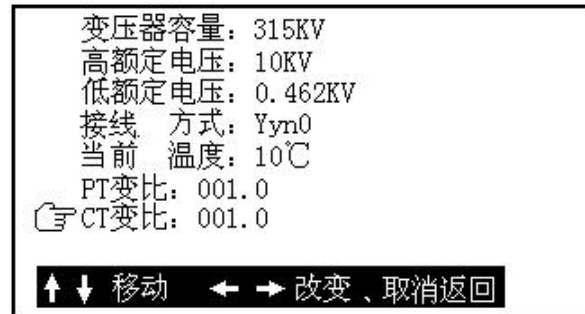 变压器容量：315KV
高额定电压：10KV
低额定电压：0.462KV
接线 方式：Yyn0
当前 温度：10℃
PT变比：001.0
CT变比：001.0
移动 改变、取消返回